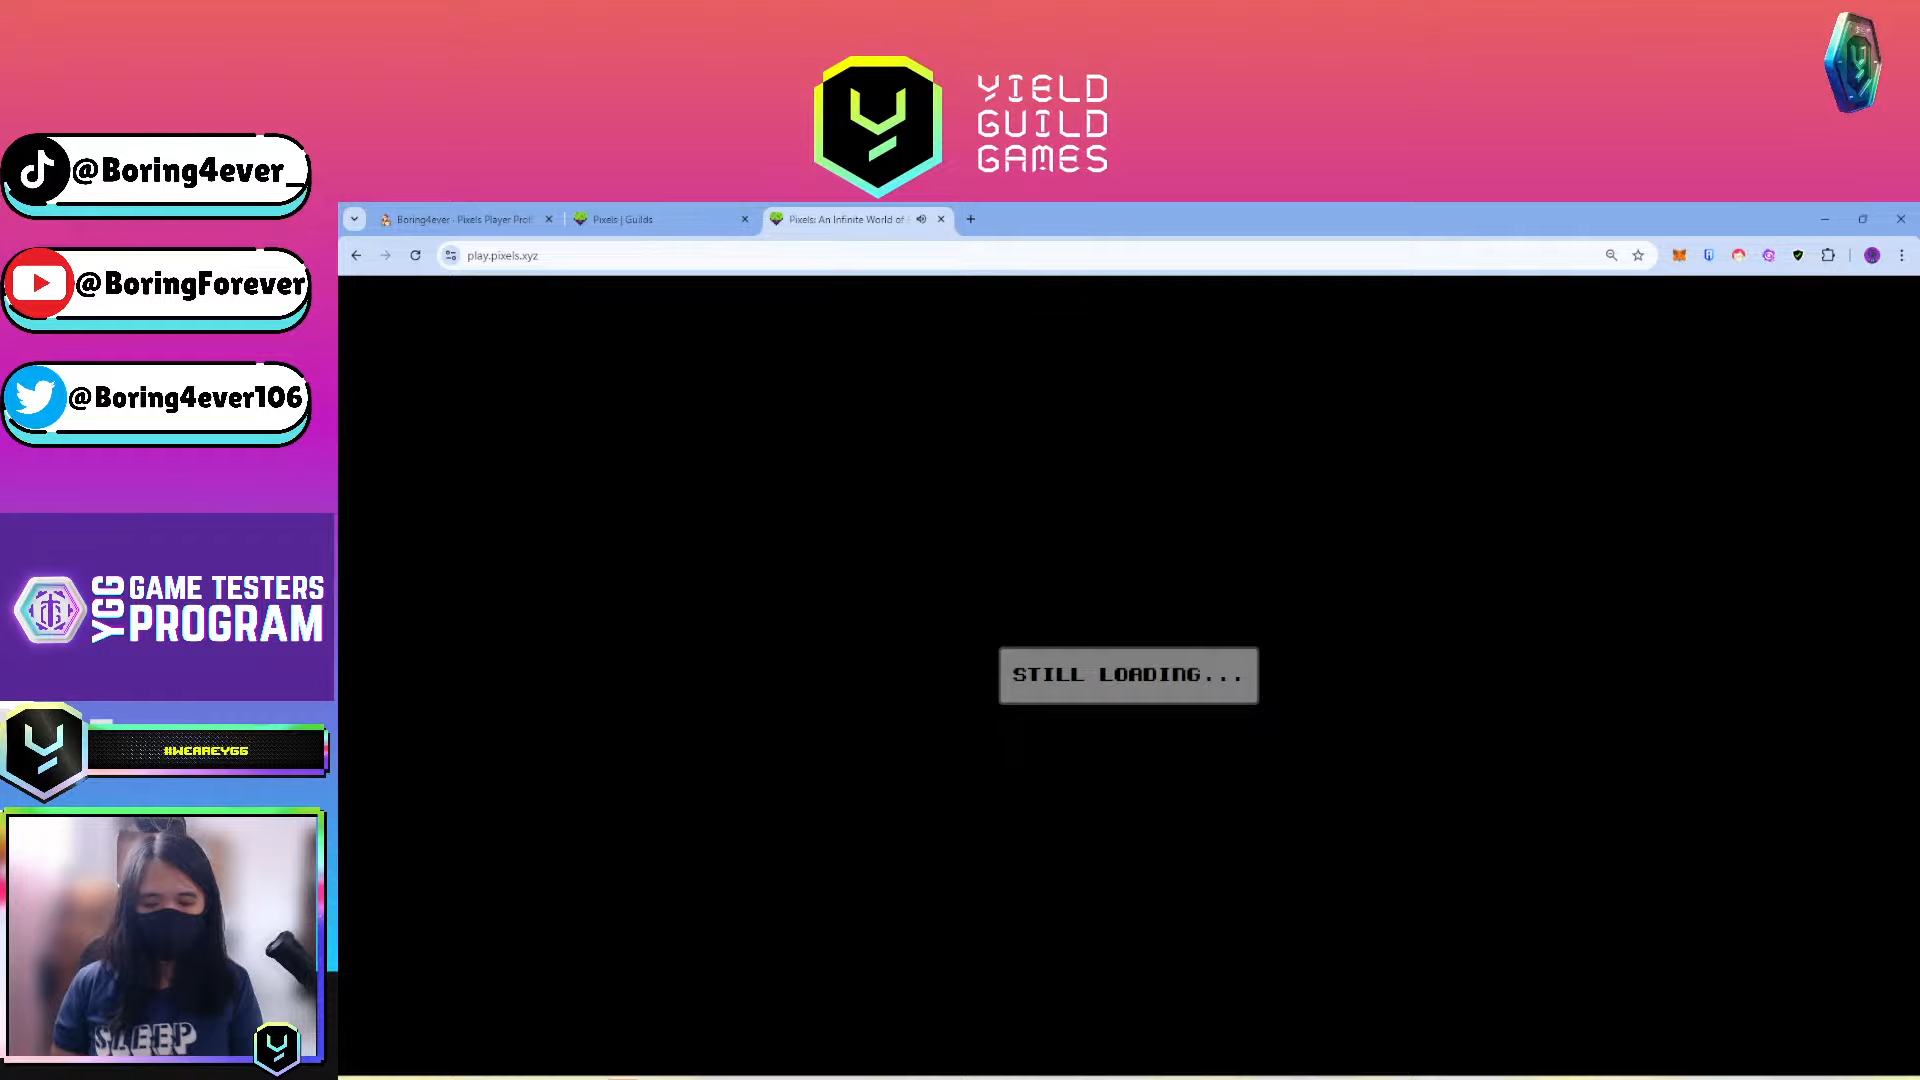 YIELD
GUILD
GAMES
@Boring4ever_
@BoringForever
@Boring4ever106
Boring4ever - Pixels Player Prof
Pixels | Guilds
Pixels: An Infinite World of
play.pixels.xyz
STILL LOADING...
YGG GAME TESTERS
PROGRAM
#WEAREYGG
SLEEP